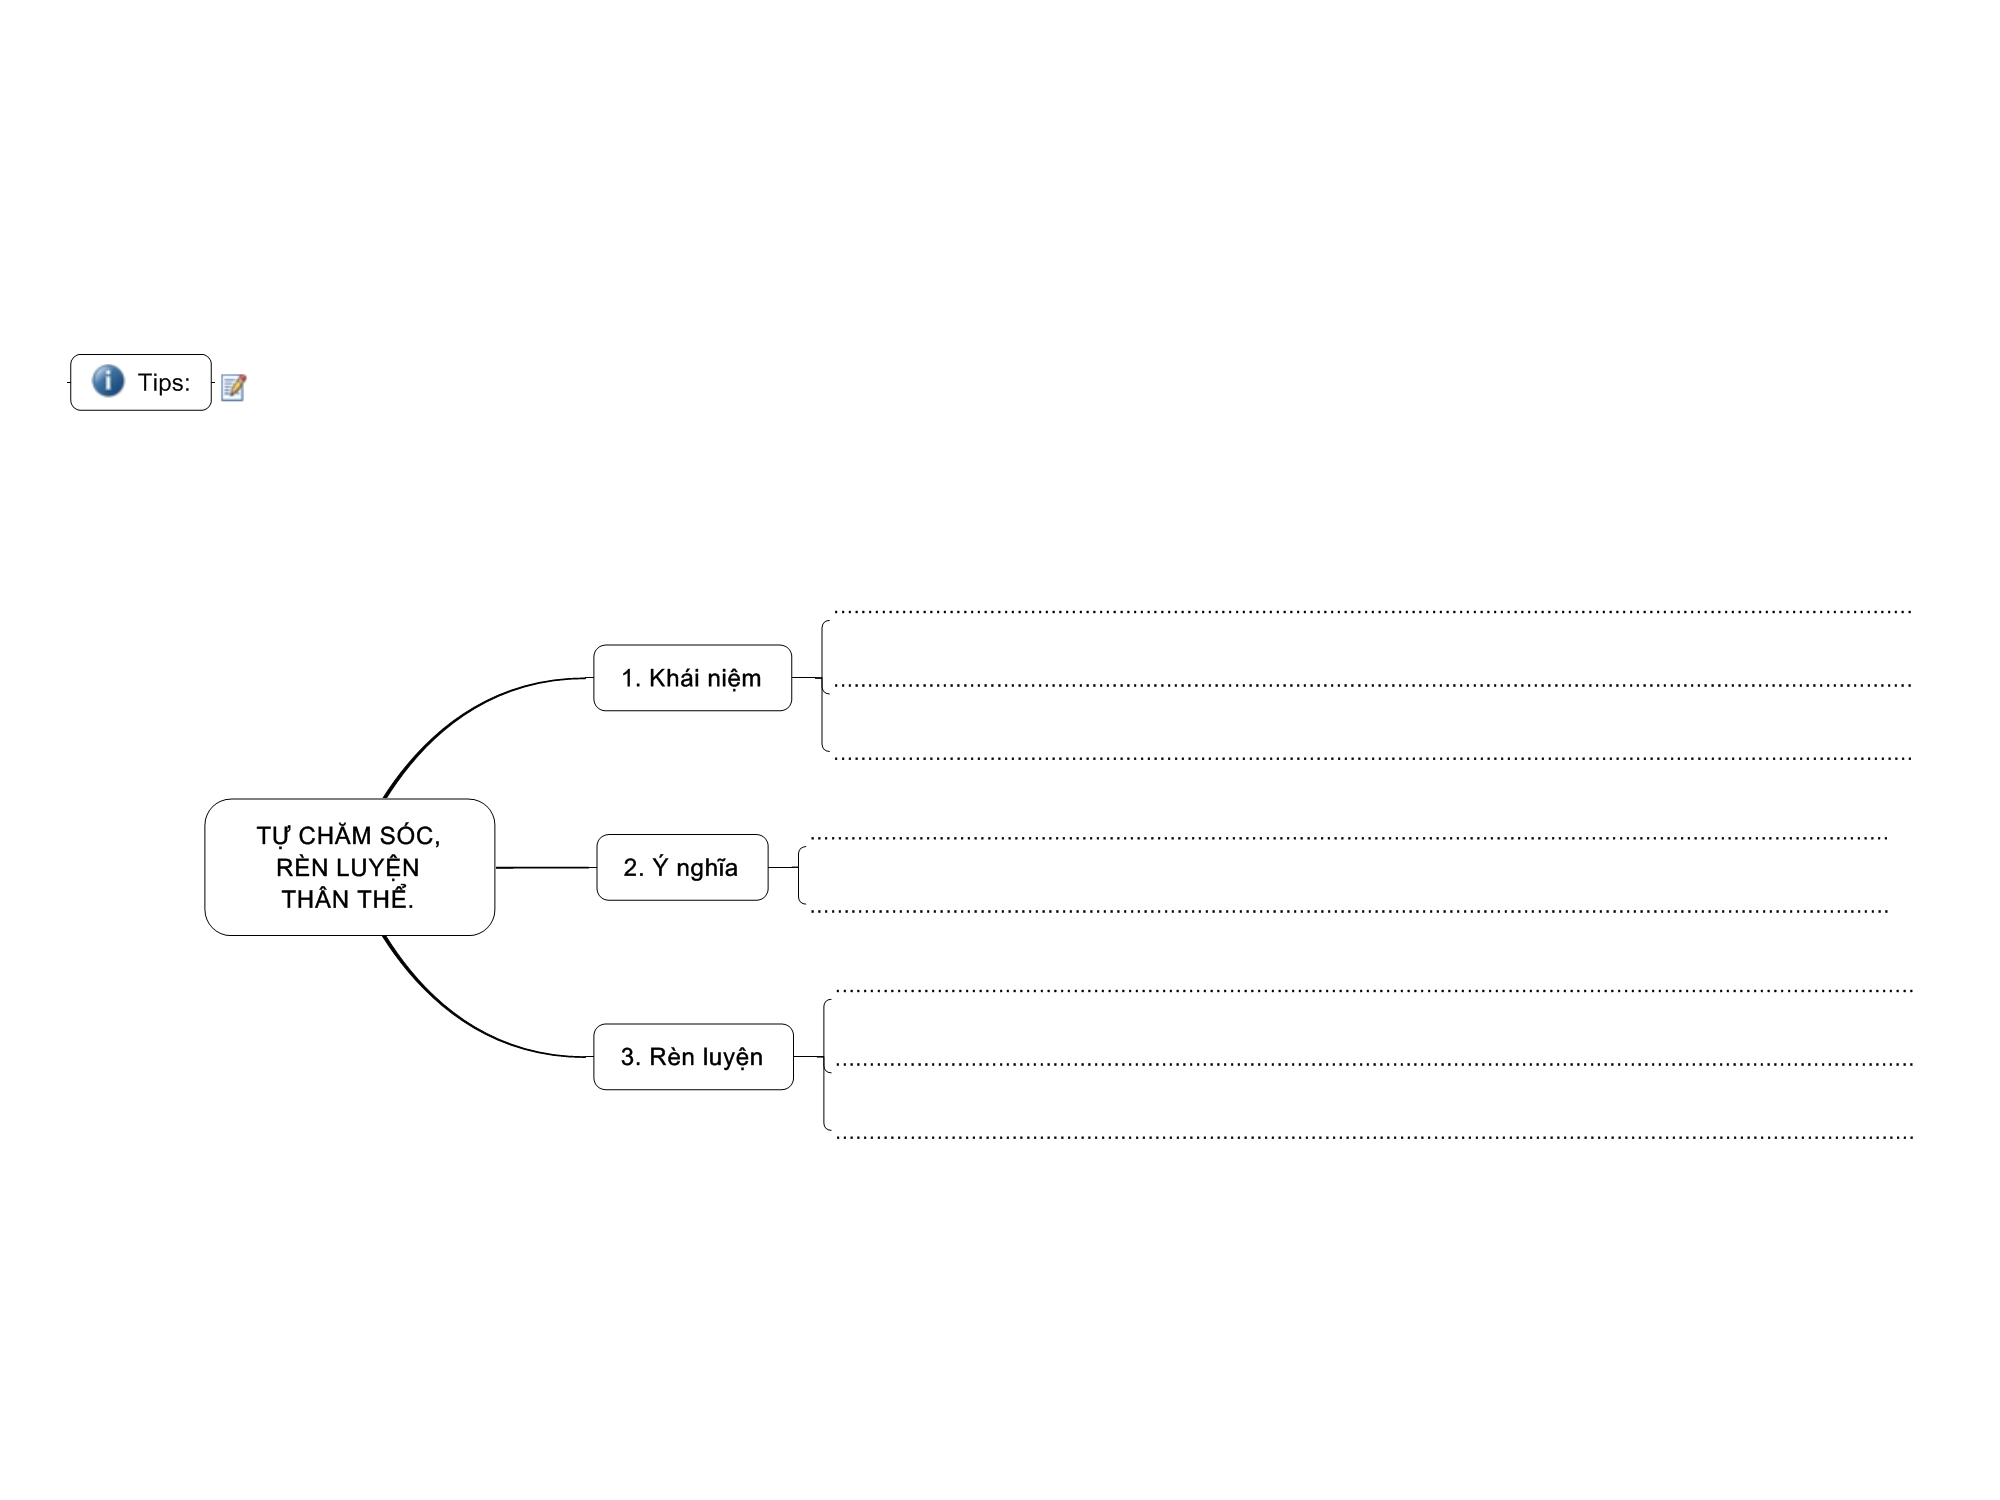 Tips:
1. Khái niệm
TỰ CHĂM SÓC,
RÈN LUYỆN
THÂN THỂ.
2. Ý nghĩa
3. Rèn luyện